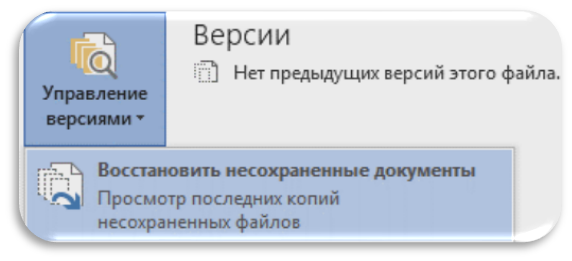 Версии
Нет предыдущих версий этого файла.
Управление
версиями
Восстановить несохраненные документы
Просмотр последних копий
несохраненных файлов